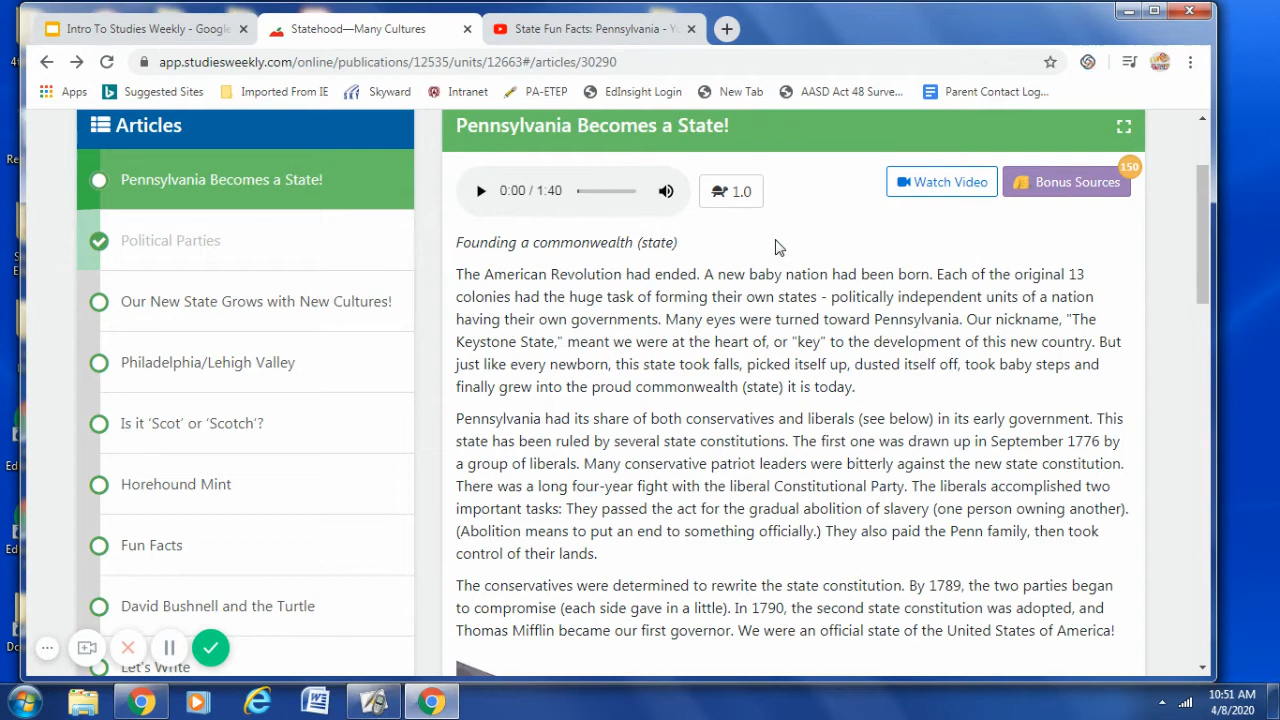 Intro To Studies Weekly - Google
Statehood—Many Cultures
State Fun Facts: Pennsylvania - Yo
app.studiesweekly.com/online/publications/12535/units/12663#/articles/30290
Apps
Suggested Sites
Imported From IE
Skyward
Intranet
PA-ETEP
EdInsight Login
New Tab
AASD Act 48 Surve...
Parent Contact Log...
Articles
Pennsylvania Becomes a State!
Political Parties
Our New State Grows with New Cultures!
Philadelphia/Lehigh Valley
Is it ‘Scot’ or ‘Scotch’?
Horehound Mint
Fun Facts
David Bushnell and the Turtle
Let's Write
Pennsylvania Becomes a State!
0:00 / 1:40
1.0
Watch Video
Bonus Sources
150
Founding a commonwealth (state)
The American Revolution had ended. A new baby nation had been born. Each of the original 13
colonies had the huge task of forming their own states - politically independent units of a nation
having their own governments. Many eyes were turned toward Pennsylvania. Our nickname, "The
Keystone State," meant we were at the heart of, or "key" to the development of this new country. But
just like every newborn, this state took falls, picked itself up, dusted itself off, took baby steps and
finally grew into the proud commonwealth (state) it is today.
Pennsylvania had its share of both conservatives and liberals (see below) in its early government. This
state has been ruled by several state constitutions. The first one was drawn up in September 1776 by
a group of liberals. Many conservative patriot leaders were bitterly against the new state constitution.
There was a long four-year fight with the liberal Constitutional Party. The liberals accomplished two
important tasks: They passed the act for the gradual abolition of slavery (one person owning another).
(Abolition means to put an end to something officially.) They also paid the Penn family, then took
control of their lands.
The conservatives were determined to rewrite the state constitution. By 1789, the two parties began
to compromise (each side gave in a little). In 1790, the second state constitution was adopted, and
Thomas Mifflin became our first governor. We were an official state of the United States of America!
10:51 AM
4/8/2020